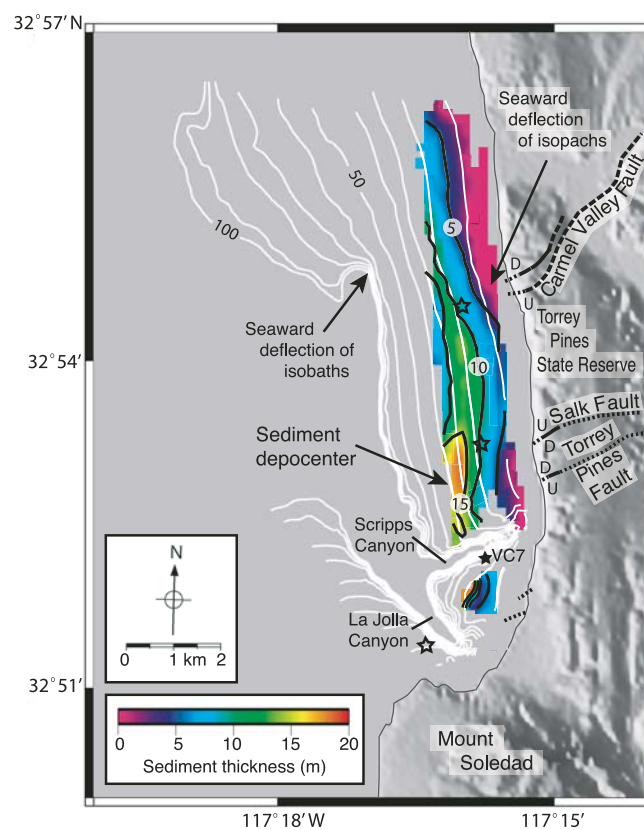 32°57′N
Seaward
deflection
of isopachs
50
100
5
Carmel Valley Fault
D
U
Seaward
deflection of
isobaths
Torrey
Pines
State Reserve
32°54′
10
U
Salk Fault
D
Torrey
Pines
Fault
D
U
Sediment
depocenter
15
Scripps
Canyon
VC7
N
La Jolla
Canyon
0 1 km 2
32°51′
0 5 10 15 20
Sediment thickness (m)
Mount
Soledad
117°18′W
117°15′